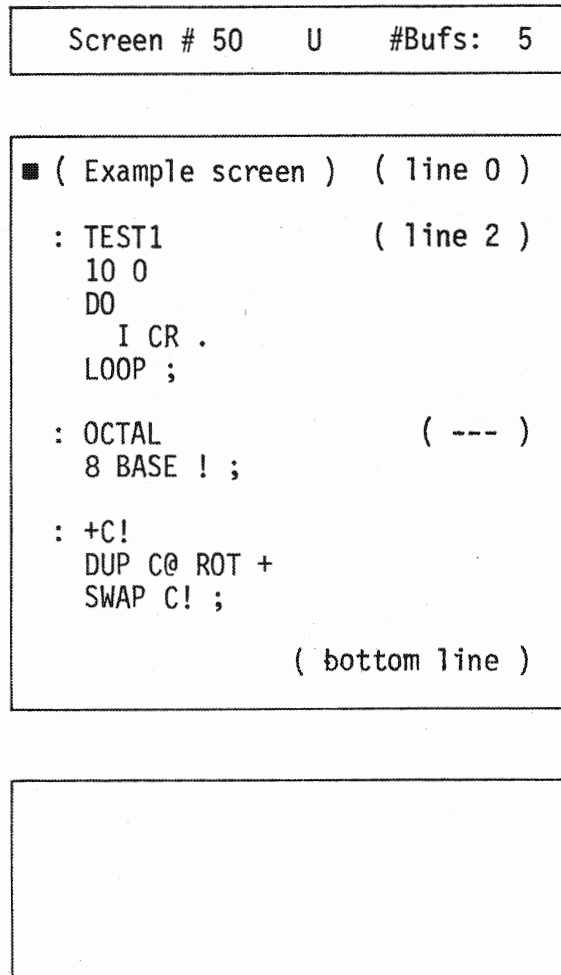 Screen # 50 U #Bufs: 5
( Example screen ) ( line 0 )
: TEST1 ( line 2 )
10 0
DO
I CR .
LOOP ;
: OCTAL ( --- )
8 BASE ! ;
: +C!
DUP C@ ROT +
SWAP C! ;
( bottom line )